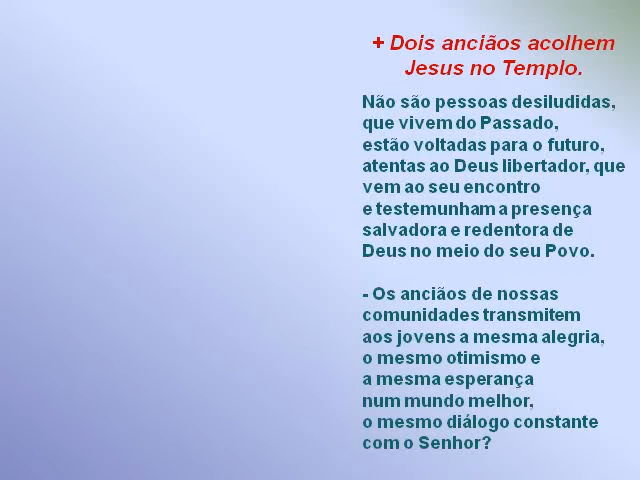 + Dois anciãos acolhem
Jesus no Templo.
Não são pessoas desiludidas,
que vivem do Passado,
estão voltadas para o futuro,
atentas ao Deus libertador, que
vem ao seu encontro
e testemunham a presença
salvadora e redentora de
Deus no meio do seu Povo.
- Os anciãos de nossas
comunidades transmitem
aos jovens a mesma alegria,
o mesmo otimismo e
a mesma esperança
num mundo melhor,
o mesmo diálogo constante
com o Senhor?